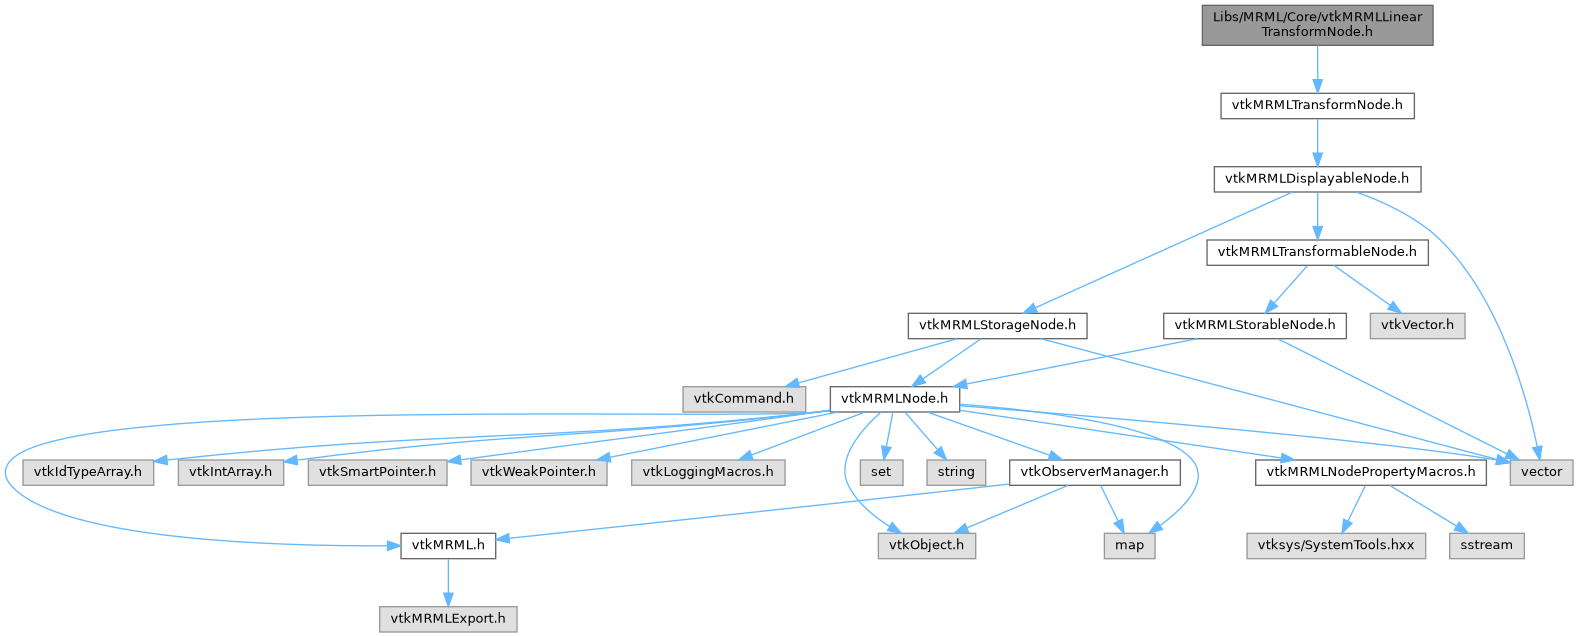 Libs/MRML/Core/vtkMRMLLinear
TransformNode.h
vtkMRMLTransformNode.h
vtkMRMLDisplayableNode.h
vtkMRMLTransformableNode.h
vtkMRMLStorageNode.h
vtkMRMLStorableNode.h
vtkVector.h
vtkCommand.h
vtkMRMLNode.h
vtkIdTypeArray.h
vtkIntArray.h
vtkSmartPointer.h
vtkWeakPointer.h
vtkLoggingMacros.h
set
string
vtkObserverManager.h
vtkMRMLNodePropertyMacros.h
vector
vtkMRML.h
vtkObject.h
map
vtksys/SystemTools.hxx
sstream
vtkMRMLExport.h